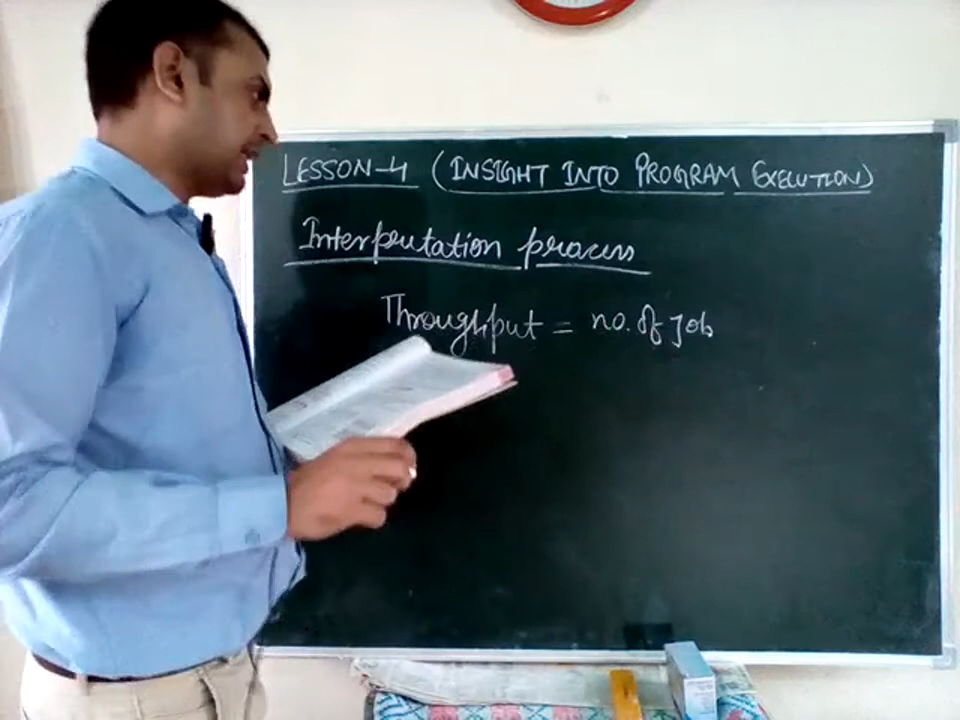 LESSON-4 (INSIGHT INTO PROGRAM EXECUTION)
Interpretation process
Throughput = no. of Job